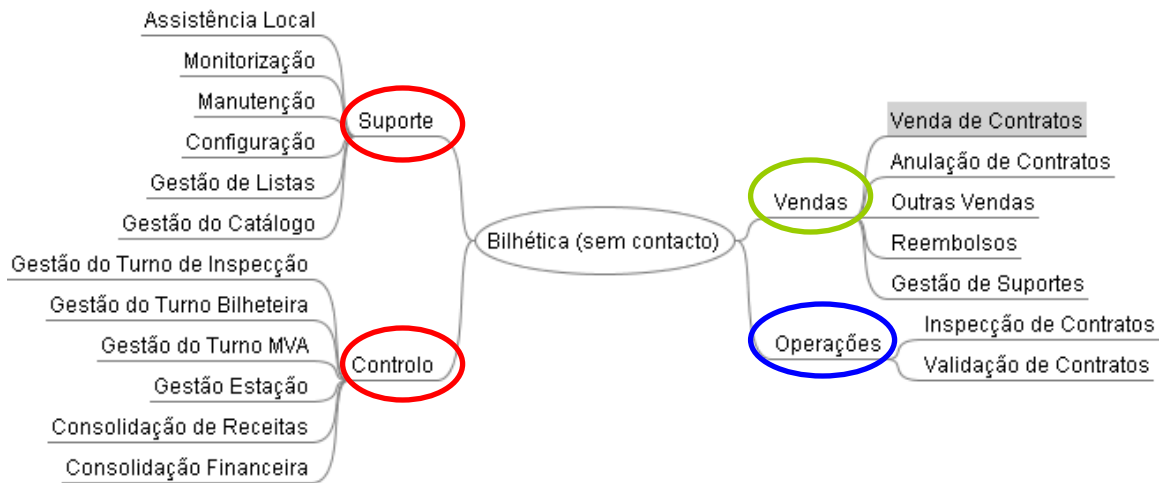 Assistência Local
Monitorização
Manutenção
Configuração
Gestão de Listas
Gestão do Catálogo
Suporte
Gestão do Turno de Inspecção
Gestão do Turno Bilheteira
Gestão do Turno MVA
Gestão Estação
Consolidação de Receitas
Consolidação Financeira
Controlo
Bilhética (sem contacto)
Vendas
Venda de Contratos
Anulação de Contratos
Outras Vendas
Reembolsos
Gestão de Suportes
Operações
Inspecção de Contratos
Validação de Contratos